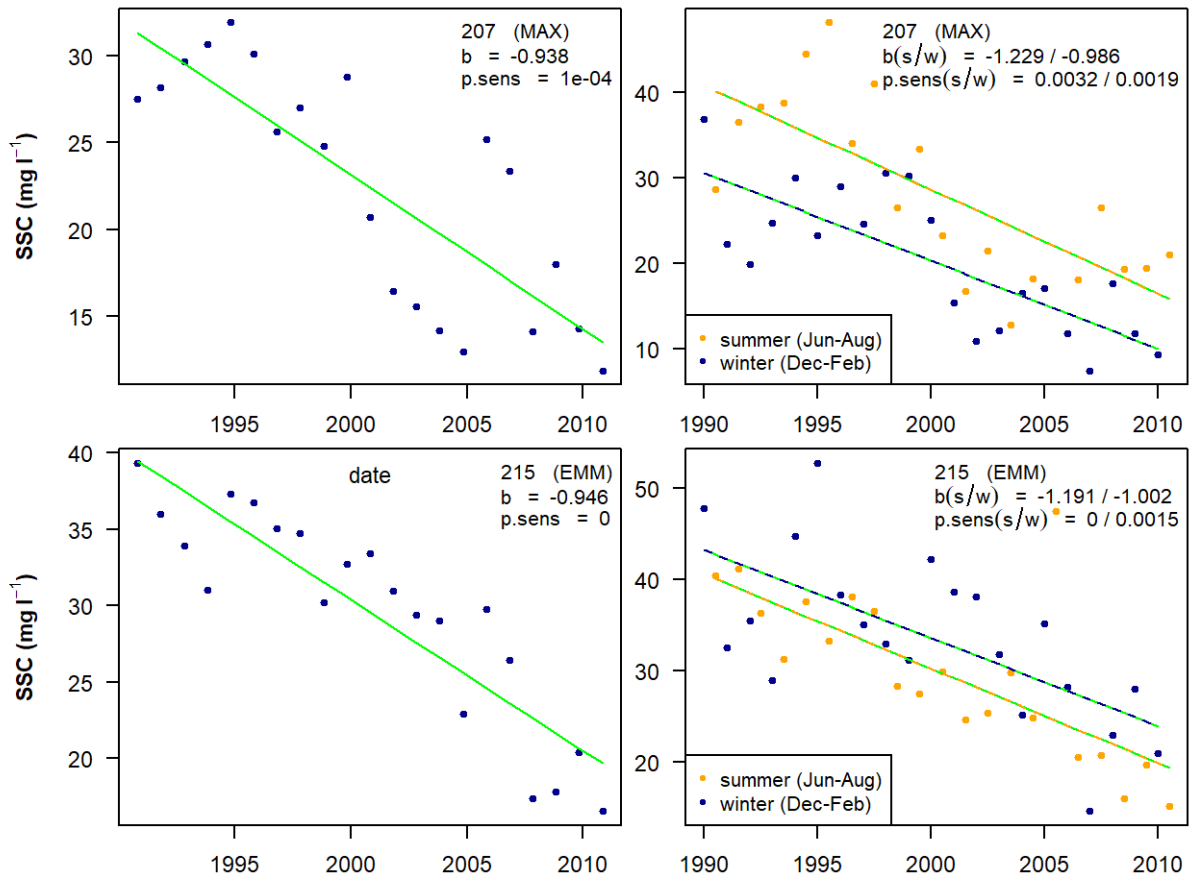 207 (MAX)
b = -0.938
p.sens = 1e-04
SSC (mg l⁻¹)
30
25
20
15
1995 2000 2005 2010
207 (MAX)
b(s/w) = -1.229 / -0.986
p.sens(s/w) = 0.0032 / 0.0019
40
30
20
10
summer (Jun-Aug)
winter (Dec-Feb)
1990 1995 2000 2005 2010
date
215 (EMM)
b = -0.946
p.sens = 0
SSC (mg l⁻¹)
40
35
30
25
20
1995 2000 2005 2010
215 (EMM)
b(s/w) = -1.191 / -1.002
p.sens(s/w) = 0 / 0.0015
50
40
30
20
summer (Jun-Aug)
winter (Dec-Feb)
1990 1995 2000 2005 2010